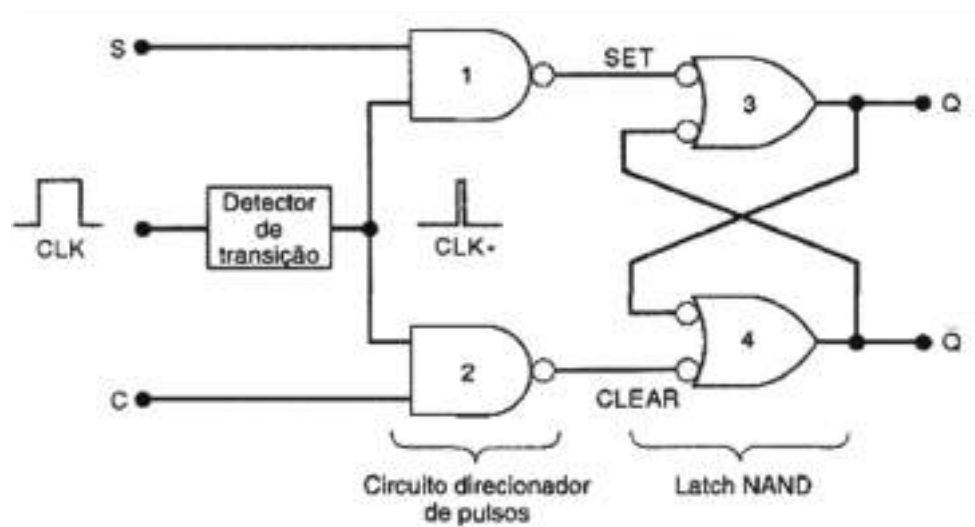 S
1
SET
3
Q
CLK
Detector
de
transição
CLK*
2
4
Q̅
C
CLEAR
Circuito direcionador
de pulsos
Latch NAND